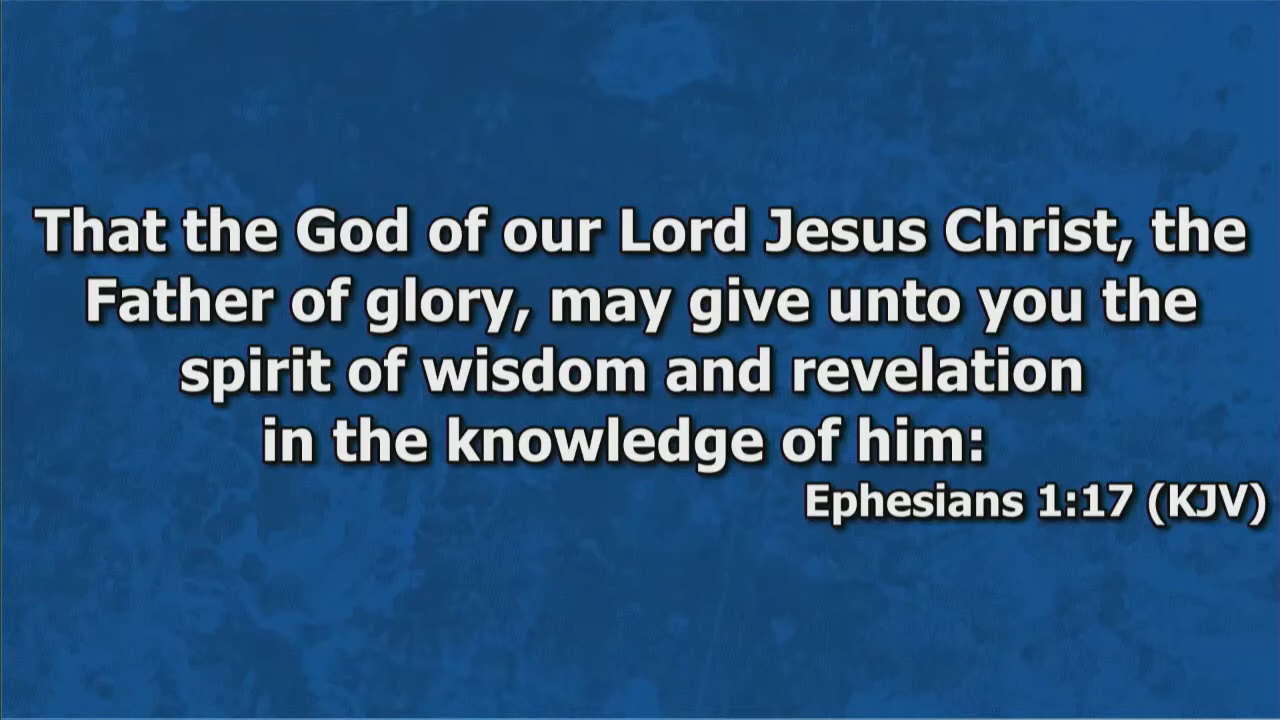 That the God of our Lord Jesus Christ, the
Father of glory, may give unto you the
spirit of wisdom and revelation
in the knowledge of him:
Ephesians 1:17 (KJV)